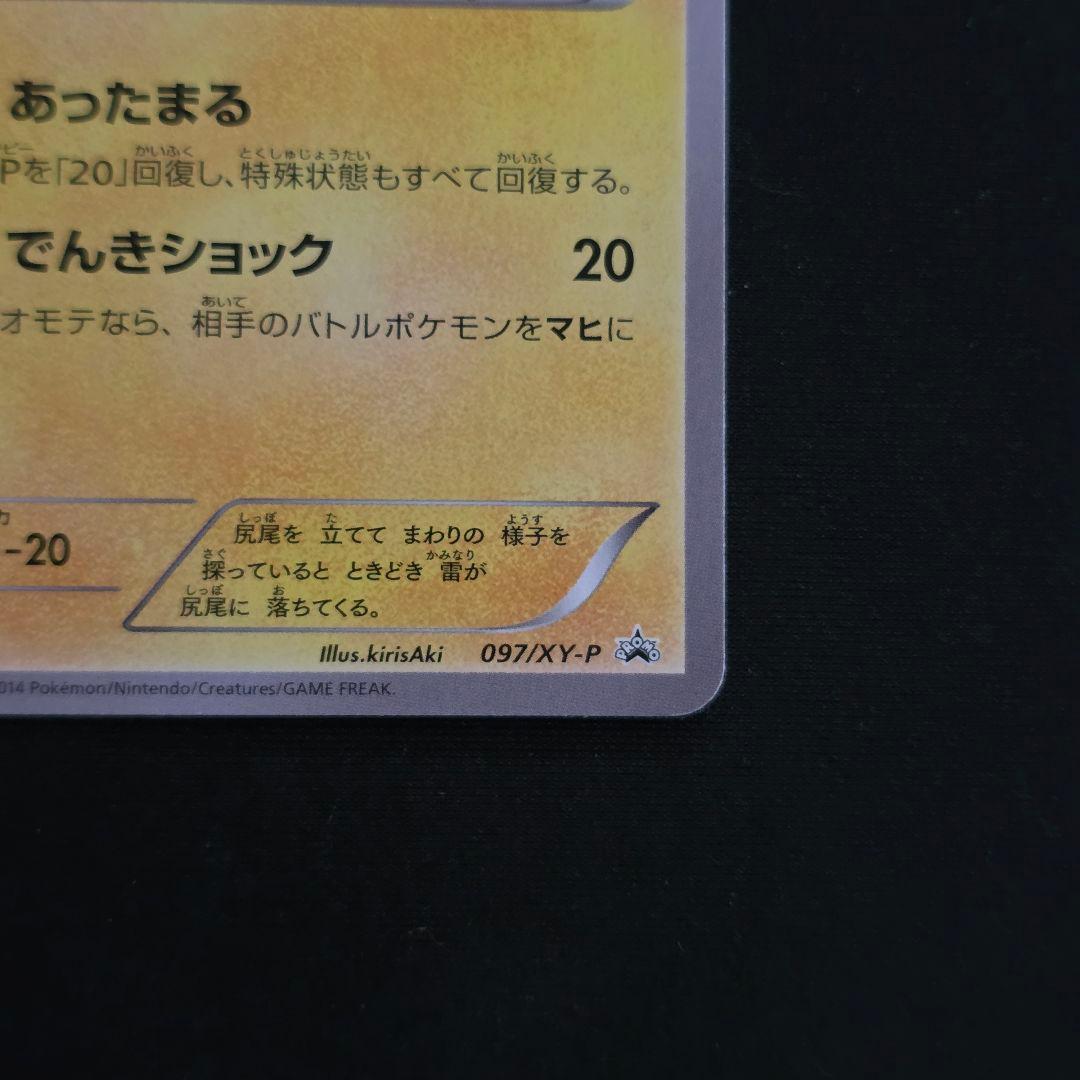 あったまる
Pを「20」回復し、特殊状態もすべて回復する。
でんきショック 20
オモテなら、相手のバトルポケモンをマヒに
-20
尻尾を 立てて まわりの 様子を
探っていると ときどき 雷が
尻尾に 落ちてくる。
Illus.kirisAki 097/XY-P PROMO
014 Pokémon/Nintendo/Creatures/GAME FREAK.